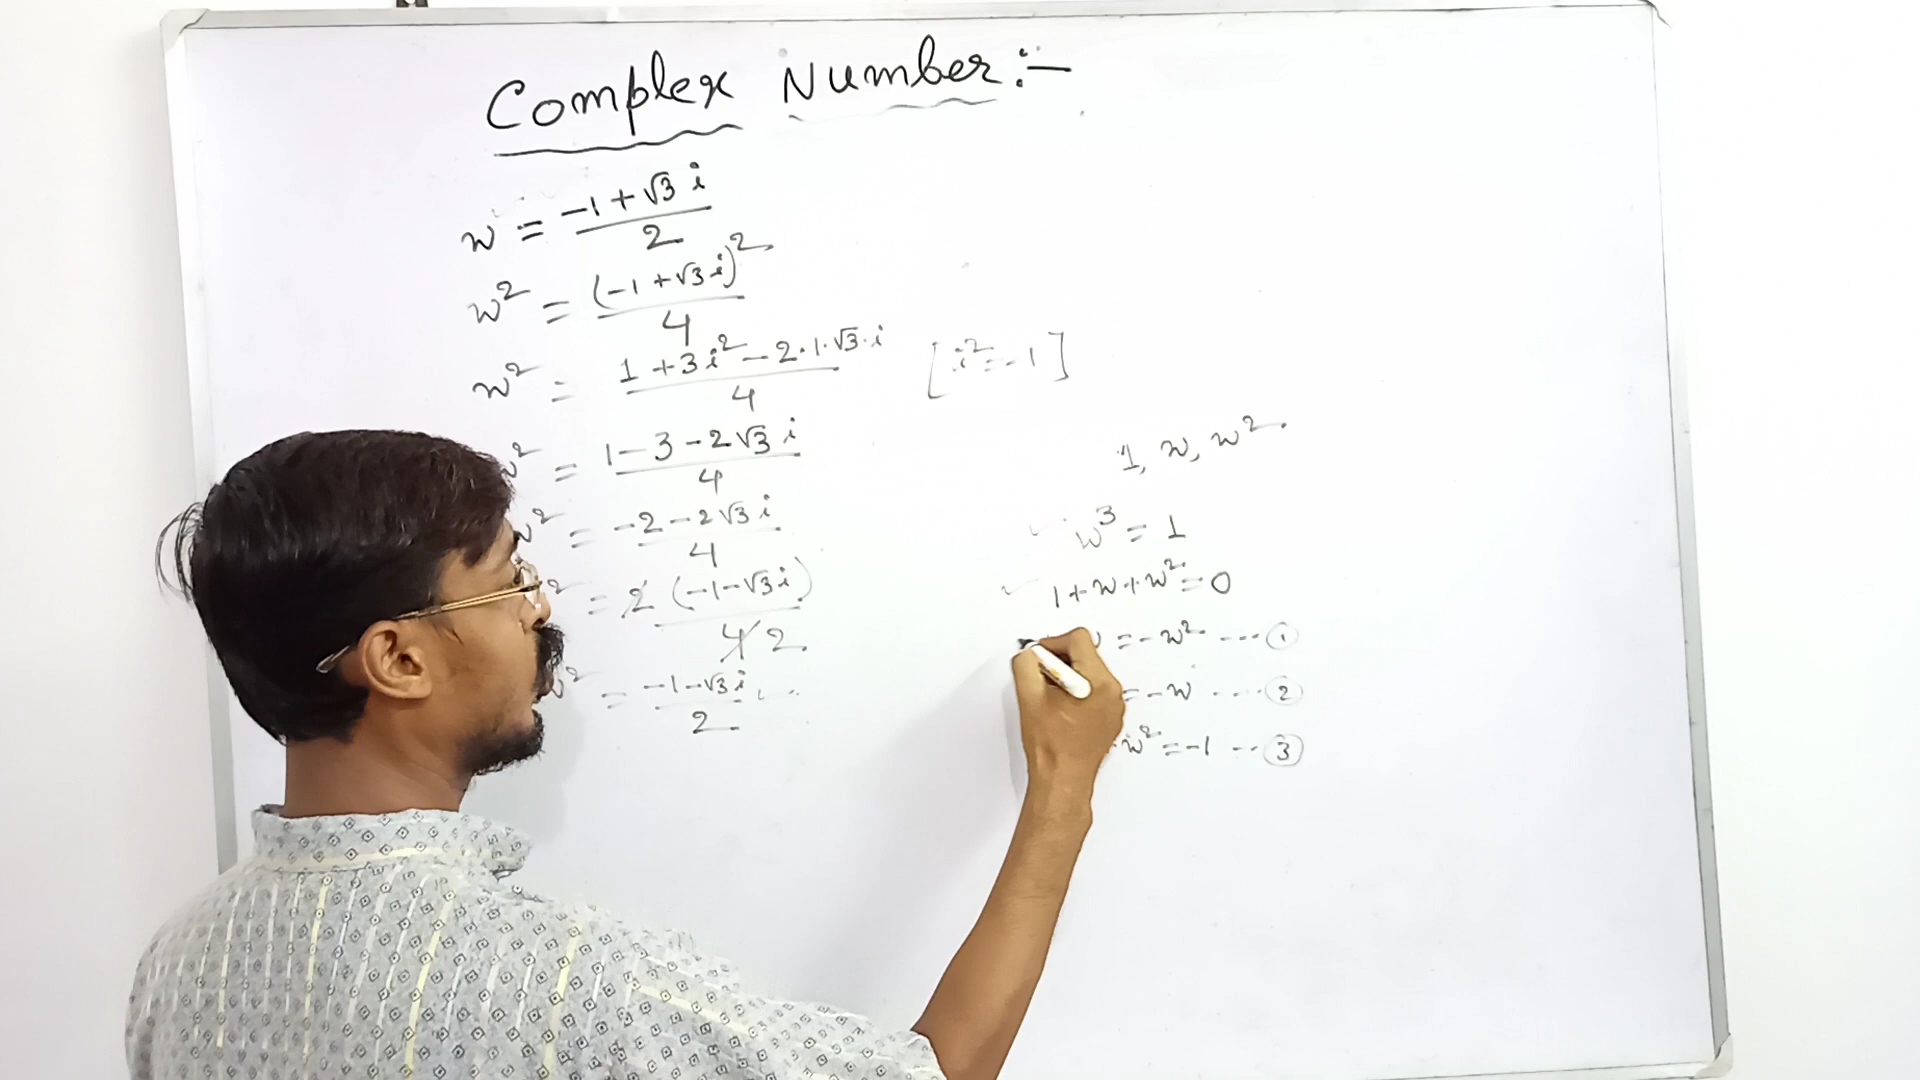 Complex Number:-
w = -1+√3 i / 2
w² = (-1+√3 i)² / 4
w² = 1+3i²-2·1·√3·i / 4 [i²=-1]
w² = 1-3-2√3 i / 4
w² = -2-2√3 i / 4
² = 2 (-1-√3 i) / 4 2
w² = -1-√3 i / 2
1, w, w²
w³ = 1
1+w+w²=0
=-w² ---- ①
=-w ---- ②
w²=-1 --- ③